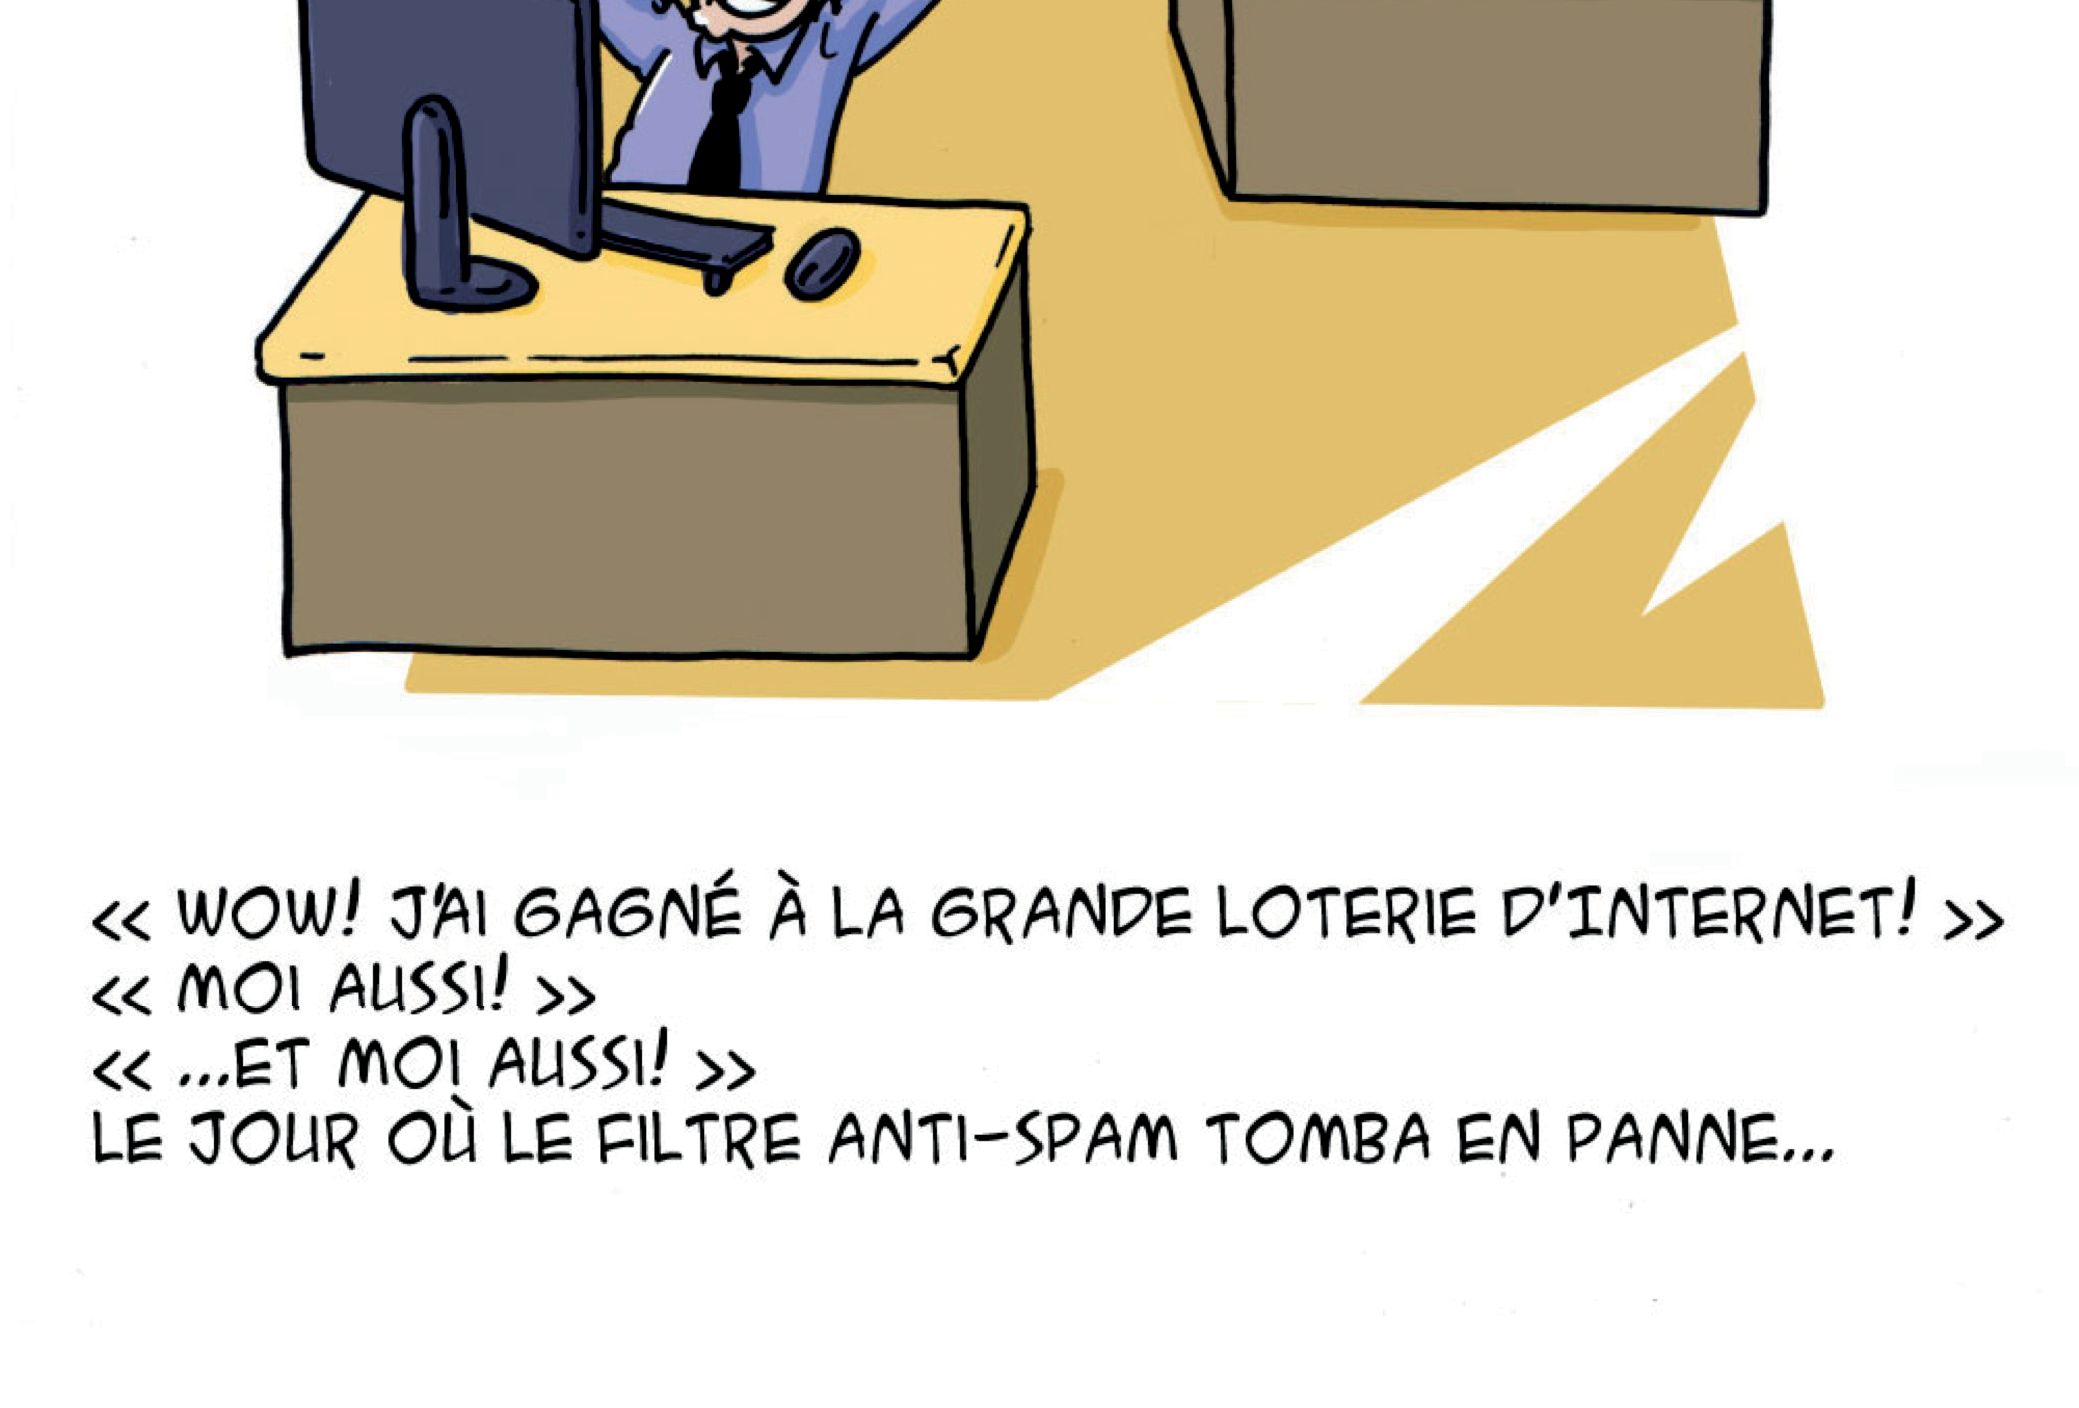 << WOW! J'AI GAGNÉ À LA GRANDE LOTERIE D'INTERNET! >>
<< MOI AUSSI! >>
<< ...ET MOI AUSSI! >>
LE JOUR OÙ LE FILTRE ANTI-SPAM TOMBA EN PANNE...